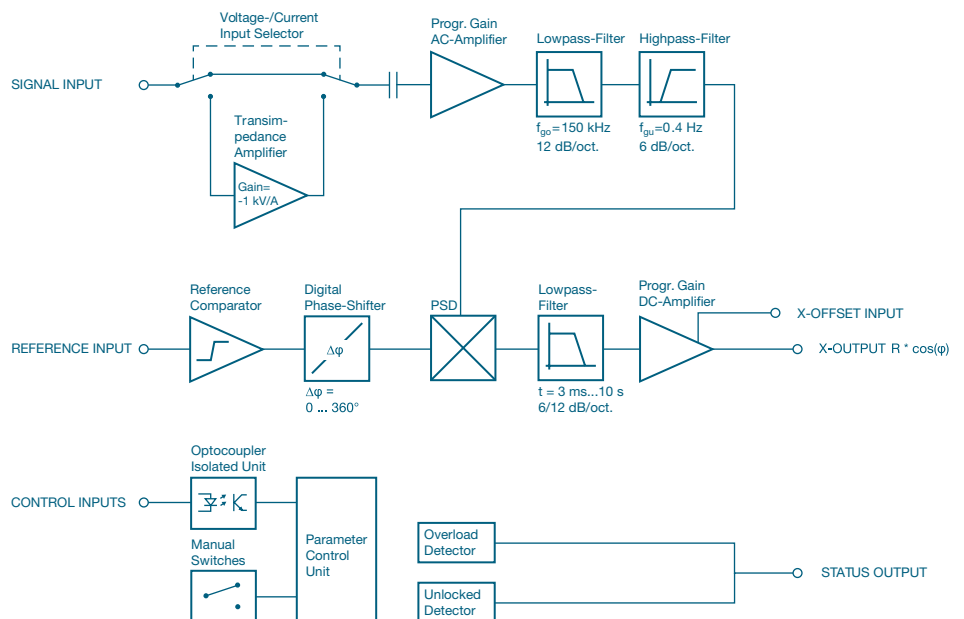 Voltage-/Current
Input Selector
Progr. Gain
AC-Amplifier
Lowpass-Filter
Highpass-Filter
SIGNAL INPUT
fgo=150 kHz
12 dB/oct.
fgu=0.4 Hz
6 dB/oct.
Transim-
pedance
Amplifier
Gain=
-1 kV/A
Reference
Comparator
Digital
Phase-Shifter
PSD
Lowpass-
Filter
Progr. Gain
DC-Amplifier
X-OFFSET INPUT
REFERENCE INPUT
Δφ
X-OUTPUT R * cos(φ)
Δφ =
0 ... 360°
t = 3 ms...10 s
6/12 dB/oct.
Optocoupler
Isolated Unit
CONTROL INPUTS
Manual
Switches
Parameter
Control
Unit
Overload
Detector
STATUS OUTPUT
Unlocked
Detector